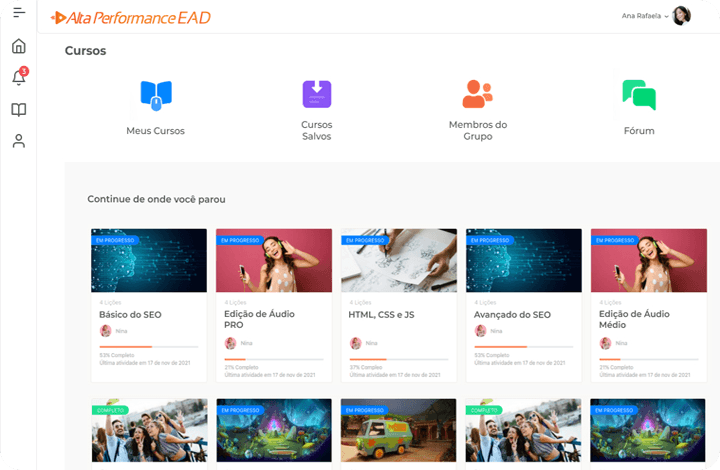 Alta Performance EAD
Ana Rafaela
3
Cursos
Meus Cursos
Cursos
Salvos
Membros do
Grupo
Fórum
Continue de onde você parou
EM PROGRESSO
EM PROGRESSO
EM PROGRESSO
EM PROGRESSO
EM PROGRESSO
4 Lições
4 Lições
4 Lições
4 Lições
4 Lições
Básico do SEO
Edição de Áudio
PRO
HTML, CSS e JS
Avançado do SEO
Edição de Áudio
Médio
Nina
Nina
Nina
Nina
Nina
53% Completo
Última atividade em 17 de nov de 2021
21% Completo
Última atividade em 17 de nov de 2021
37% Completo
Última atividade em 17 de nov de 2021
53% Completo
Última atividade em 17 de nov de 2021
21% Completo
Última atividade em 17 de nov de 2021
COMPLETO
EM PROGRESSO
EM PROGRESSO
COMPLETO
EM PROGRESSO